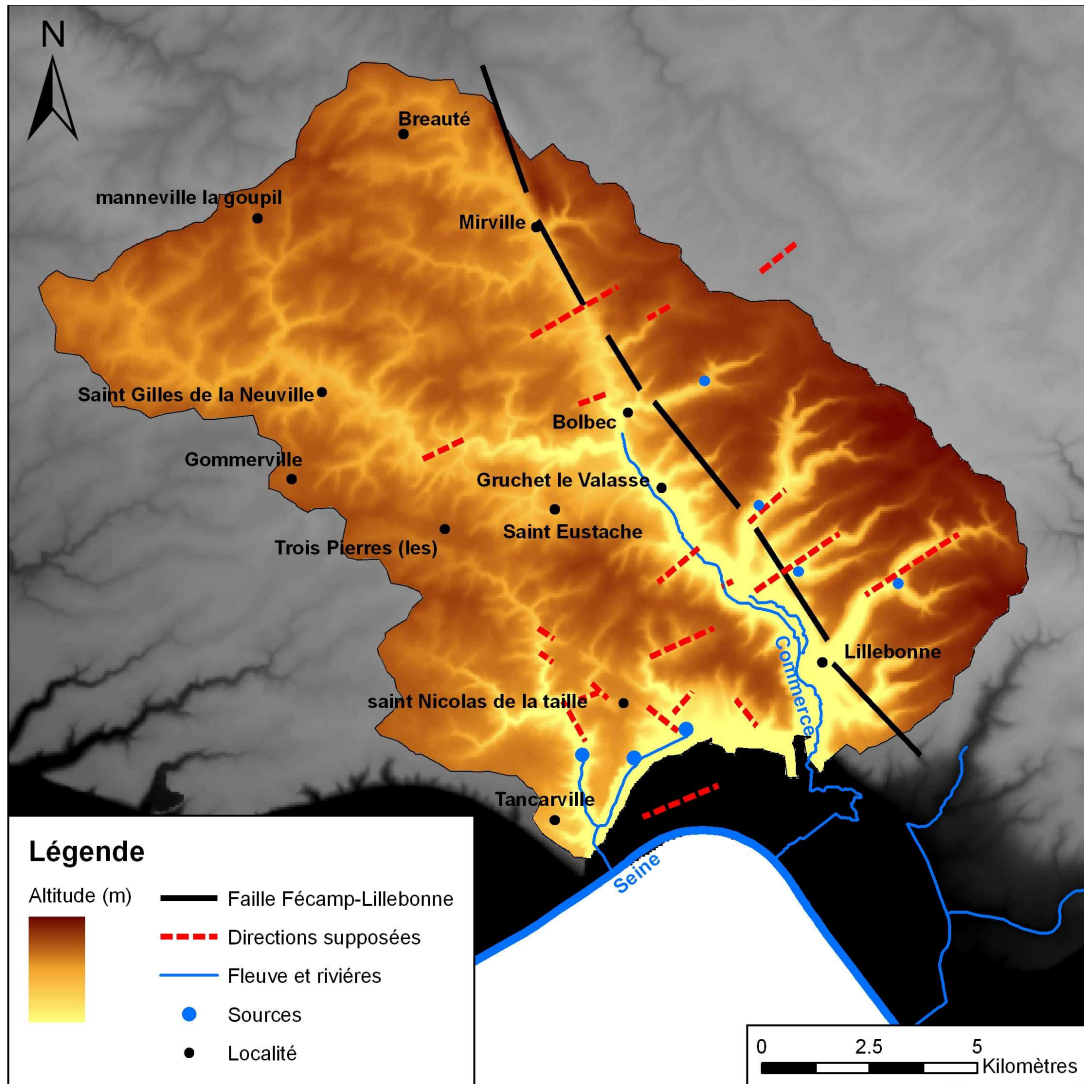 N
Breauté
manneville la goupil
Mirville
Saint Gilles de la Neuville
Bolbec
Gommerville
Gruchet le Valasse
Saint Eustache
Trois Pierres (les)
Commerce
Lillebonne
saint Nicolas de la taille
Tancarville
Seine
Légende
Altitude (m)
Faille Fécamp-Lillebonne
Directions supposées
Fleuve et riviéres
Sources
Localité
0 2.5 5
Kilomètres